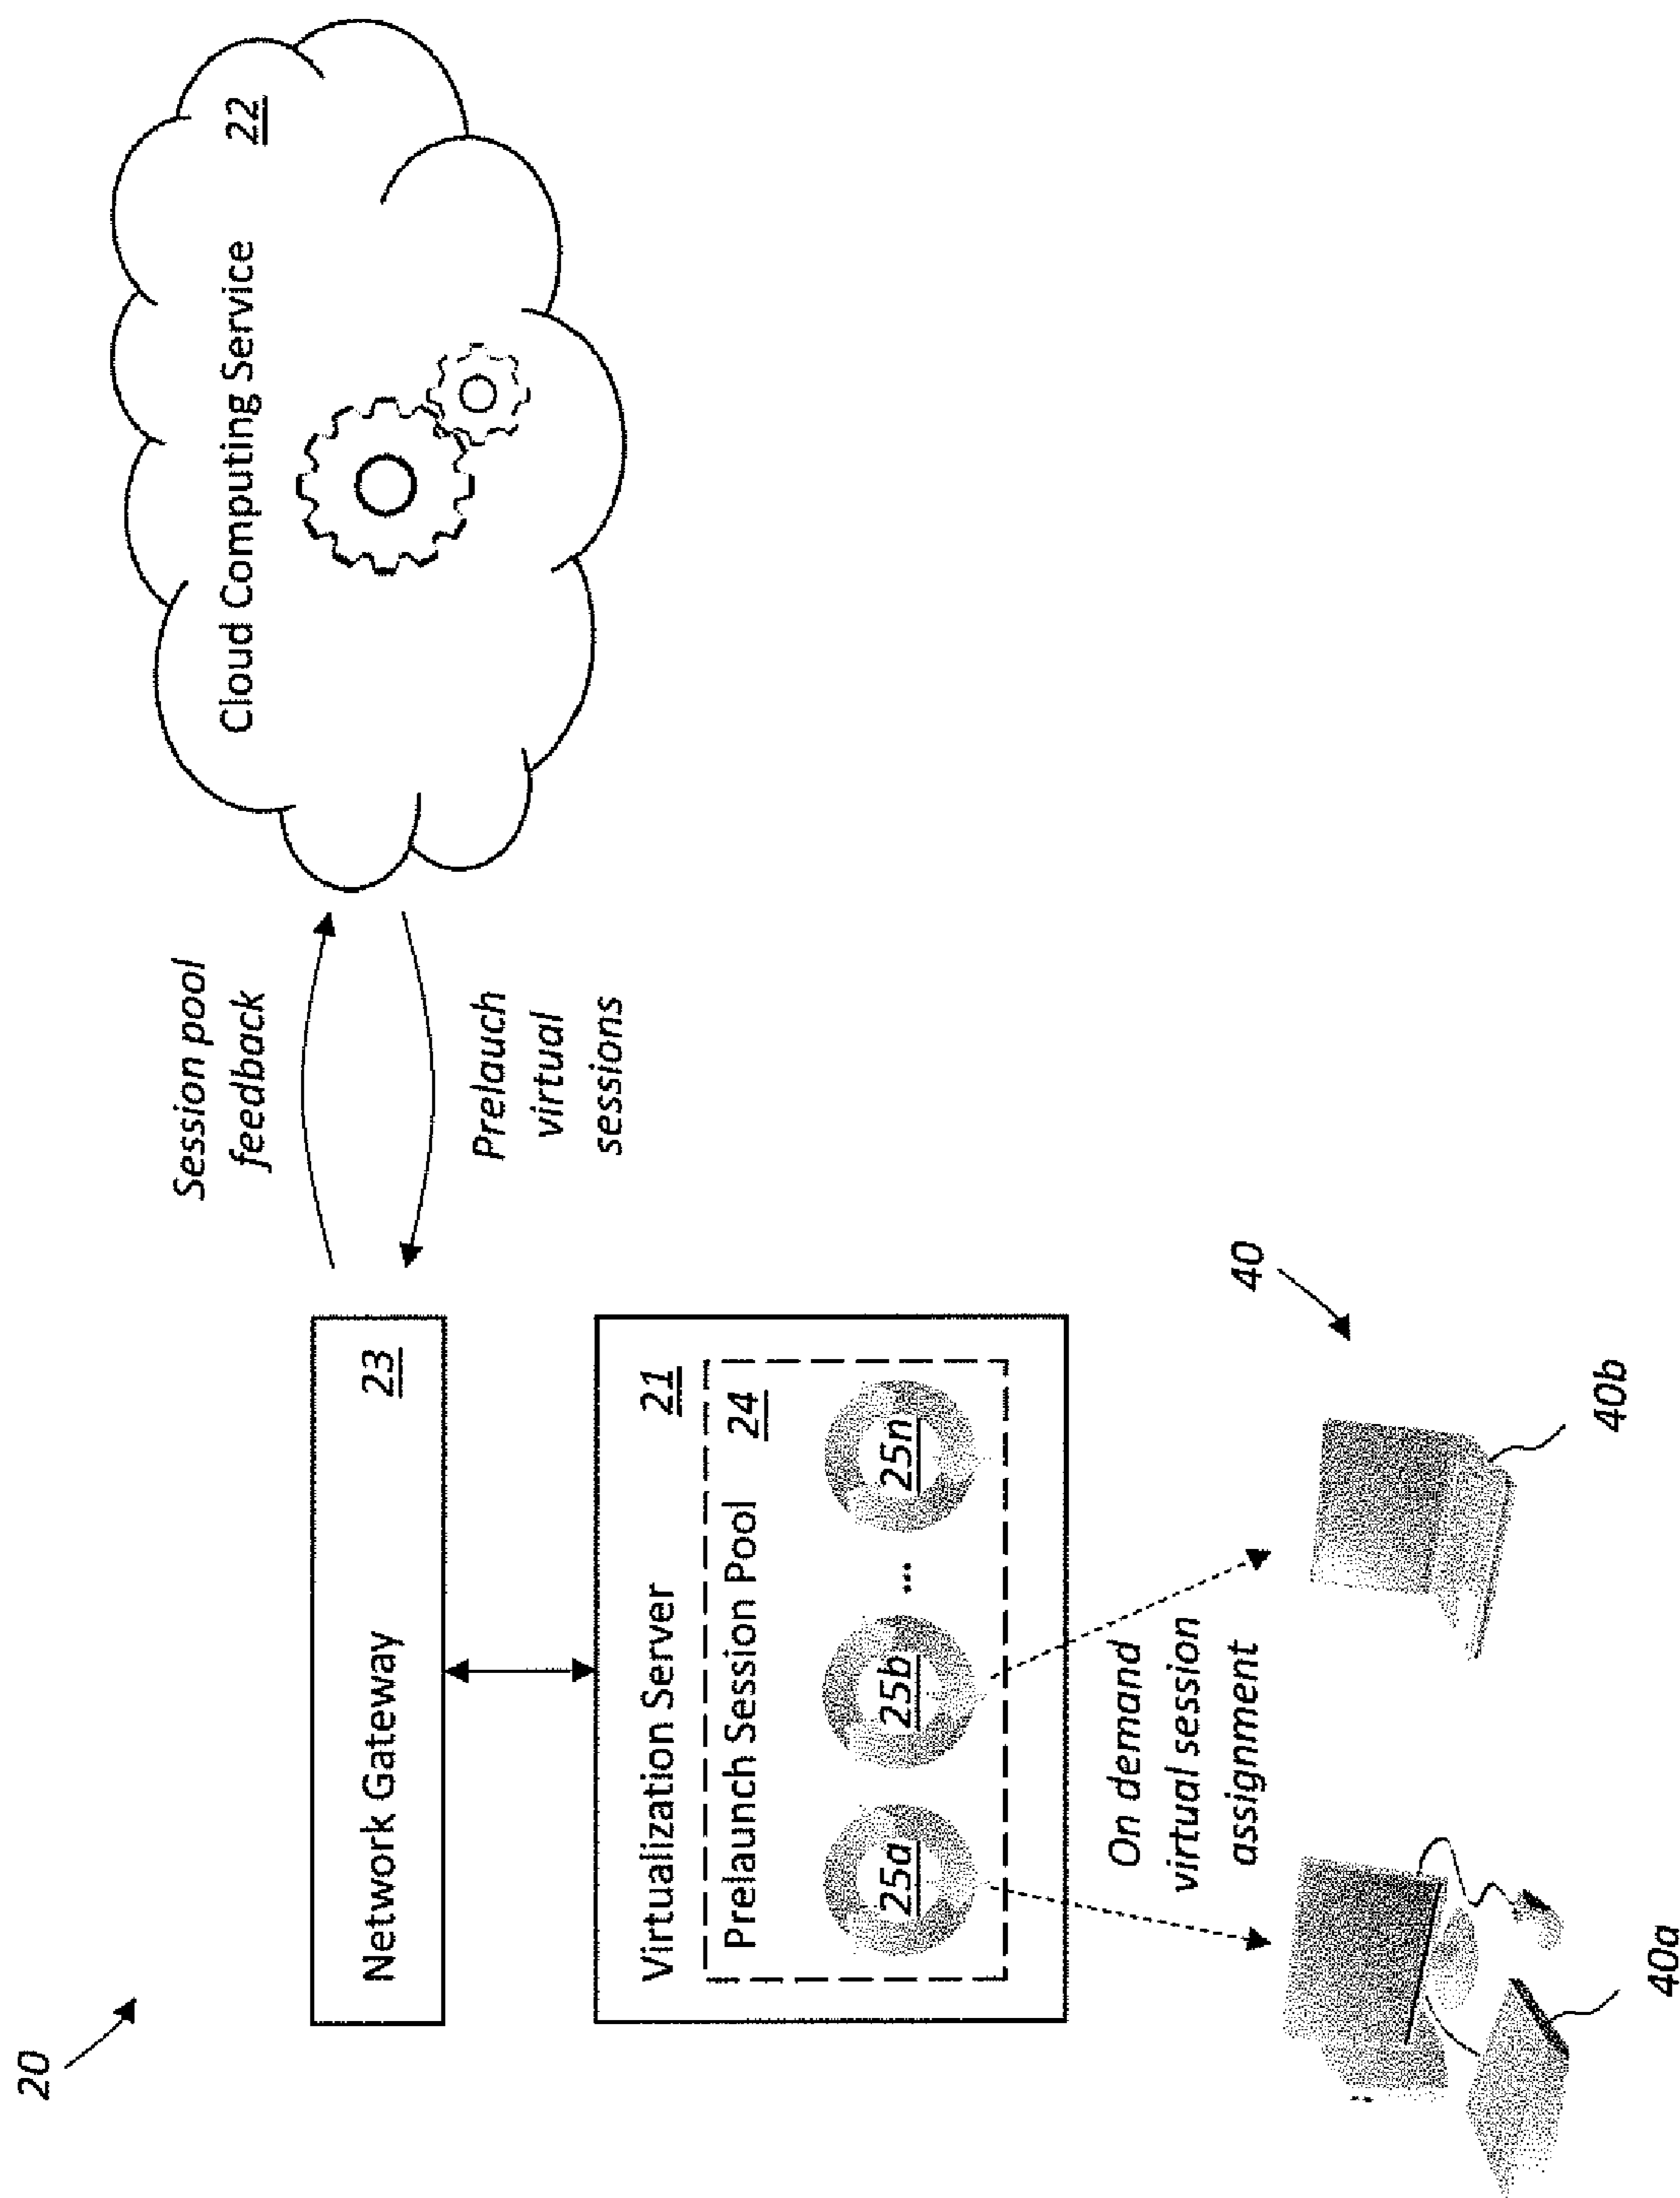 20
Network Gateway 23
Session pool
feedback
Prelauch
virtual
sessions
Cloud Computing Service 22
Virtualization Server 21
Prelaunch Session Pool 24
25a 25b ... 25n
On demand
virtual session
assignment
40
40a
40b